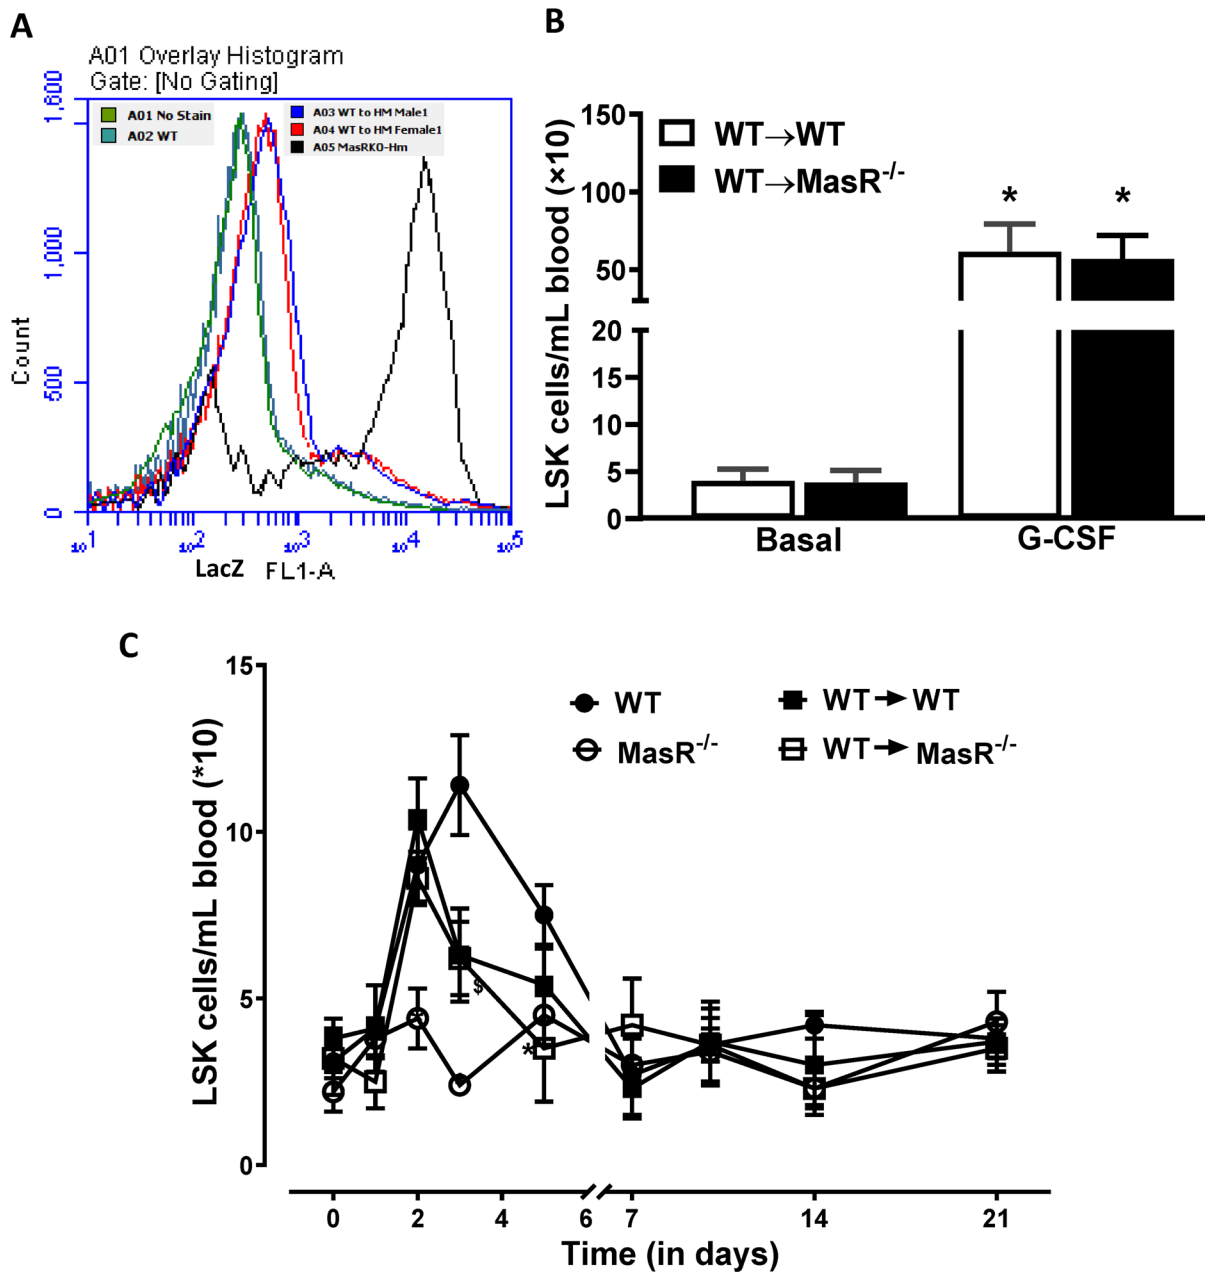 A
A01 Overlay Histogram
Gate: [No Gating]
1,600
1,000
500
0
Count
A01 No Stain
A02 WT
A03 WT to HM Male1
A04 WT to HM Female1
A05 MasRKO-Hm
10^1 10^2 10^3 10^4 10^5
LacZ FL1-A
B
LSK cells/mL blood (×10)
150
100
50
20
15
10
5
0
WT→WT
WT→MasR-/-
* *
Basal G-CSF
C
LSK cells/mL blood (*10)
15
10
5
0
WT
MasR-/-
WT→WT
WT→MasR-/-
$
*
0 2 4 6 7 14 21
Time (in days)